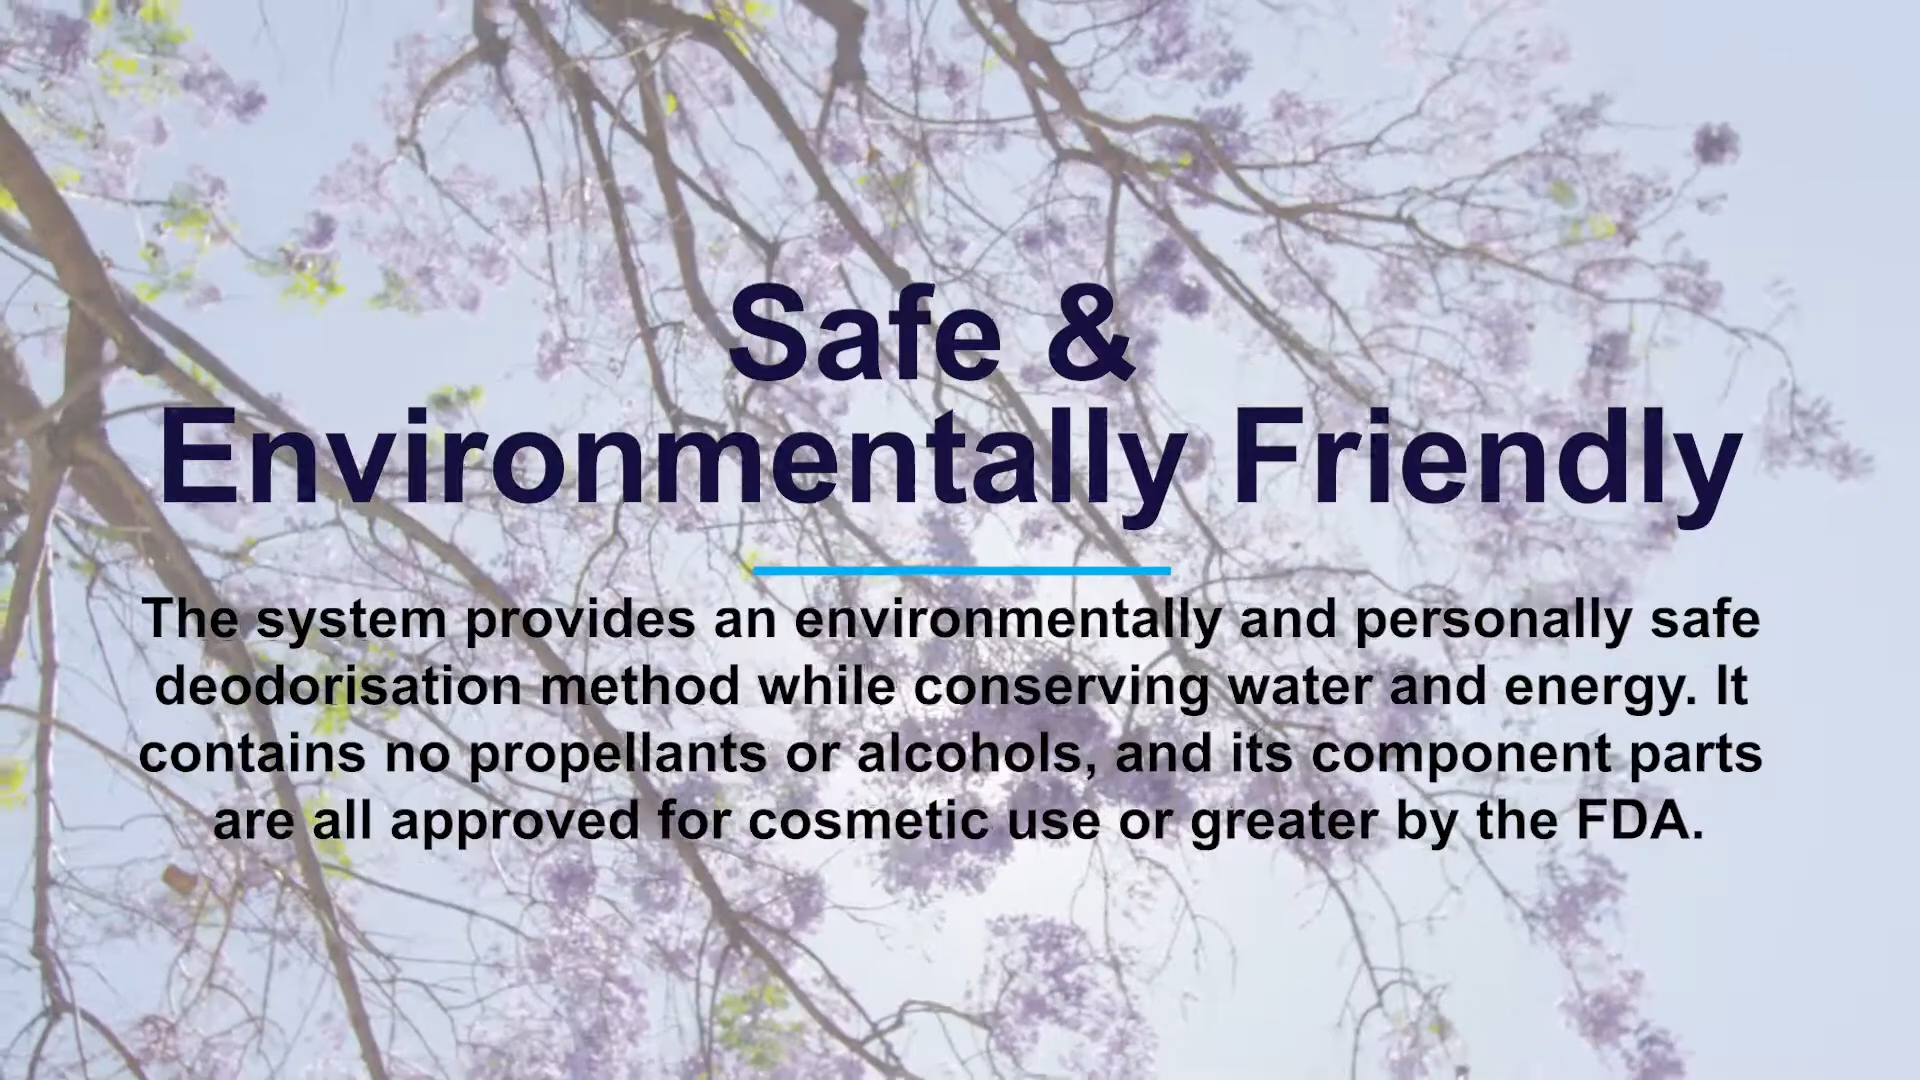 Safe &
Environmentally Friendly
The system provides an environmentally and personally safe
deodorisation method while conserving water and energy. It
contains no propellants or alcohols, and its component parts
are all approved for cosmetic use or greater by the FDA.